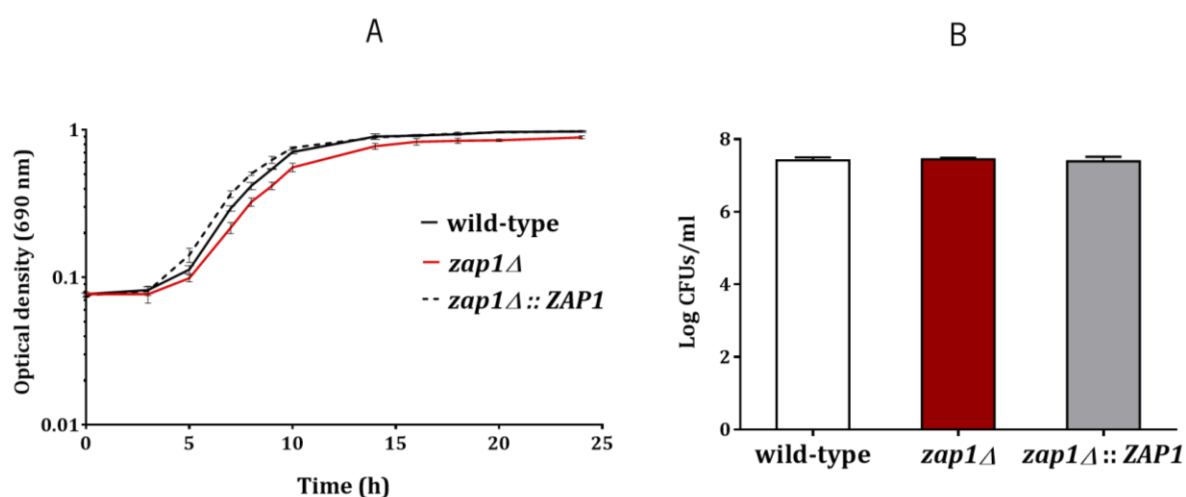 A
B
Optical density (690 nm)
1
0.1
0.01
0
5
10
15
20
25
Time (h)
wild-type
zap1Δ
zap1Δ:: ZAP1
Log CFUs/ml
8
6
4
2
0
wild-type
zap1Δ
zap1Δ:: ZAP1